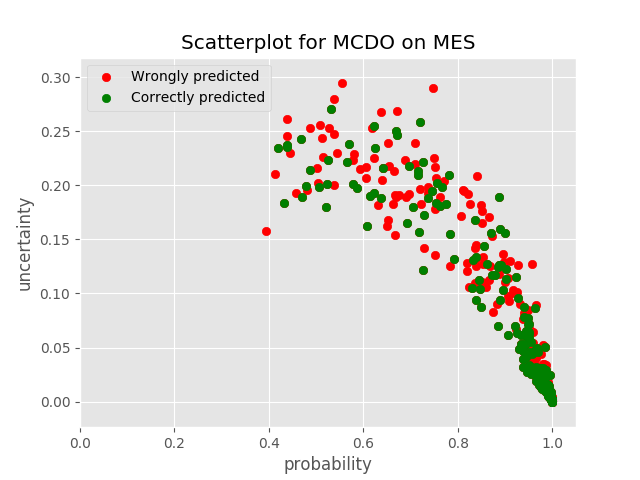 Scatterplot for MCDO on MES
Wrongly predicted
Correctly predicted
0.30
0.25
0.20
0.15
0.10
0.05
0.00
uncertainty
0.0 0.2 0.4 0.6 0.8 1.0
probability